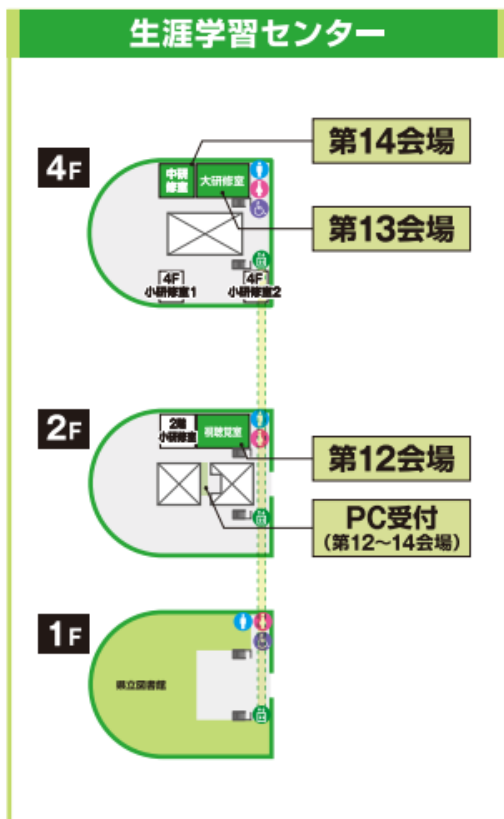 生涯学習センター
4F
中研
修室
大研修室
第14会場
第13会場
4F
小研修室1
4F
小研修室2
2F
2階
小研修室
視聴覚室
第12会場
PC受付
(第12～14会場)
1F
県立図書館